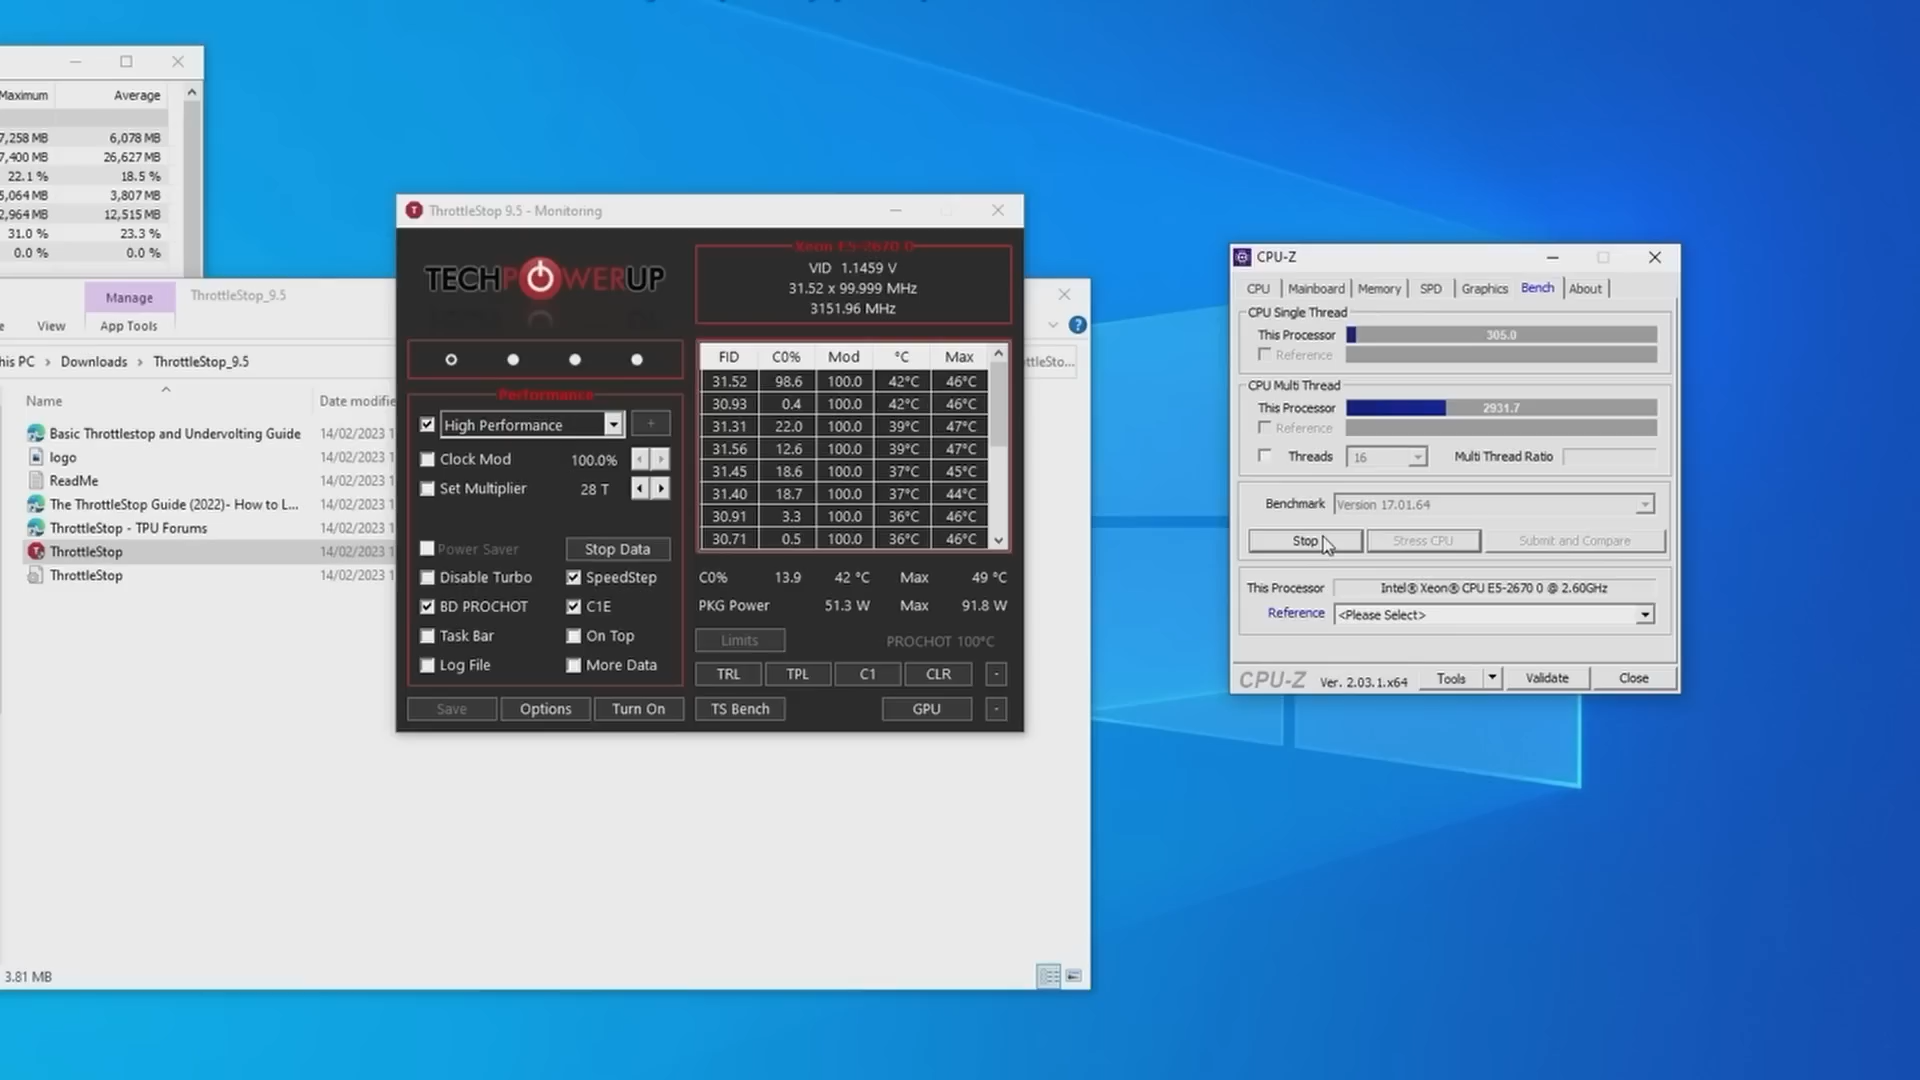 Maximum Average
7,258 MB 6,078 MB
7,400 MB 26,627 MB
22.1 % 18.5 %
5,064 MB 3,807 MB
2,964 MB 12,515 MB
31.0 % 23.3 %
0.0 % 0.0 %
Manage ThrottleStop_9.5
View App Tools
his PC > Downloads > ThrottleStop_9.5
ttleSto...
Name Date modifie
Basic Throttlestop and Undervolting Guide 14/02/2023 1
logo 14/02/2023 1
ReadMe 14/02/2023 1
The ThrottleStop Guide (2022)- How to L... 14/02/2023 1
ThrottleStop - TPU Forums 14/02/2023 1
ThrottleStop 14/02/2023 1
ThrottleStop 14/02/2023 1
3.81 MB
ThrottleStop 9.5 - Monitoring
TECHPOWERUP
Xeon E5-2670 0
VID 1.1459 V
31.52 x 99.999 MHz
3151.96 MHz
Performance
High Performance +
Clock Mod 100.0%
Set Multiplier 28 T
Power Saver Stop Data
Disable Turbo SpeedStep
BD PROCHOT C1E
Task Bar On Top
Log File More Data
Save Options Turn On
FID C0% Mod °C Max
31.52 98.6 100.0 42°C 46°C
30.93 0.4 100.0 42°C 46°C
31.31 22.0 100.0 39°C 47°C
31.56 12.6 100.0 39°C 47°C
31.45 18.6 100.0 37°C 45°C
31.40 18.7 100.0 37°C 44°C
30.91 3.3 100.0 36°C 46°C
30.71 0.5 100.0 36°C 46°C
C0% 13.9 42 °C Max 49 °C
PKG Power 51.3 W Max 91.8 W
Limits PROCHOT 100°C
TRL TPL C1 CLR -
TS Bench GPU -
CPU-Z
CPU Mainboard Memory SPD Graphics Bench About
CPU Single Thread
This Processor 305.0
Reference
CPU Multi Thread
This Processor 2931.7
Reference
Threads 16 Multi Thread Ratio
Benchmark Version 17.01.64
Stop Stress CPU Submit and Compare
This Processor Intel® Xeon® CPU E5-2670 0 @ 2.60GHz
Reference <Please Select>
CPU-Z Ver. 2.03.1.x64 Tools Validate Close